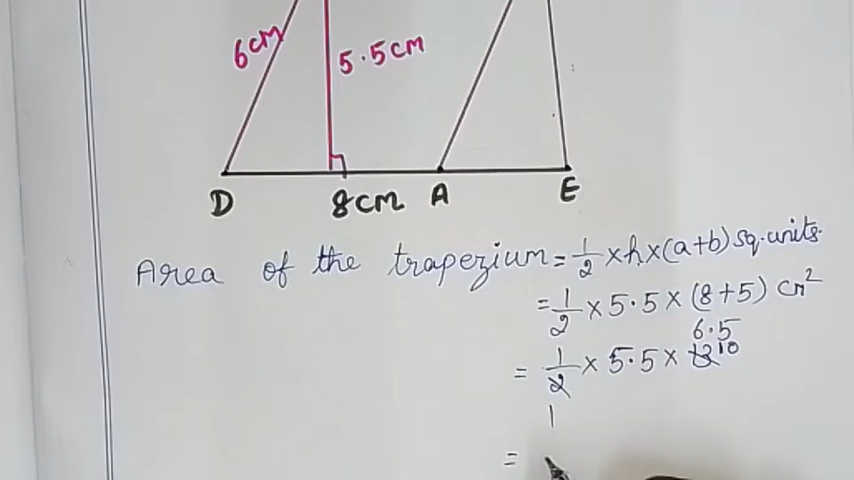 6cm
5.5cm
D 8cm A E
Area of the trapezium = 1/2 × h × (a+b) sq.units.
= 1/2 × 5.5 × (8+5) cm²
6.5
= 1/2 × 5.5 × 13 10
1
=